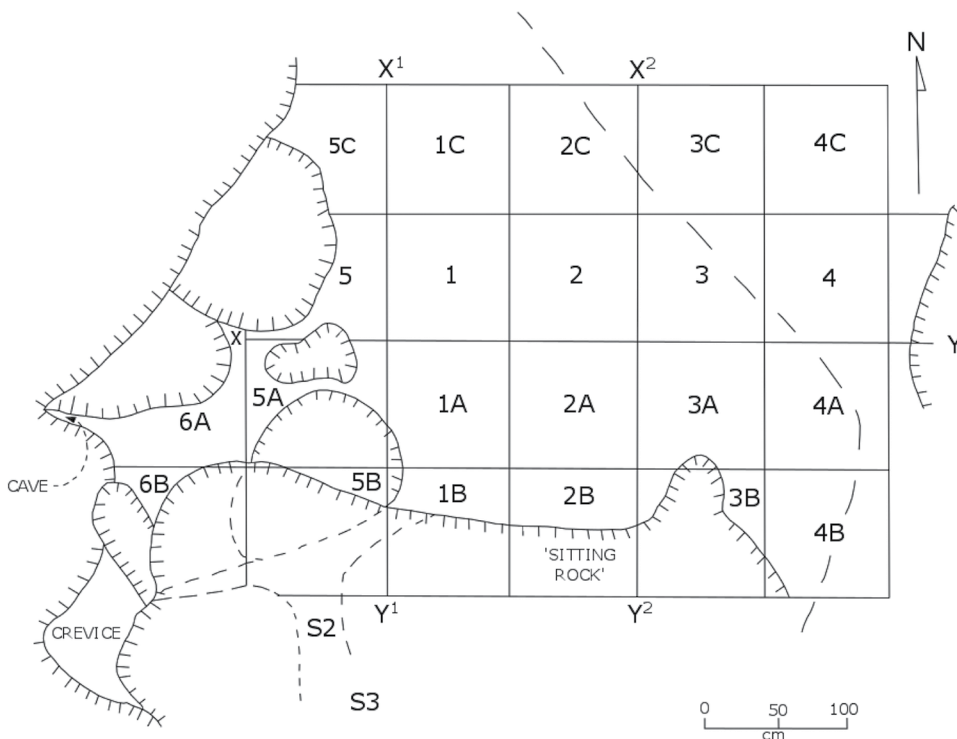 N
X¹ X²
5C 1C 2C 3C 4C
5 1 2 3 4
X Y
5A 1A 2A 3A 4A
6A
CAVE
6B 5B 1B 2B 3B
4B
'SITTING
ROCK'
Y¹ Y²
CREVICE S2
S3
0 50 100
cm